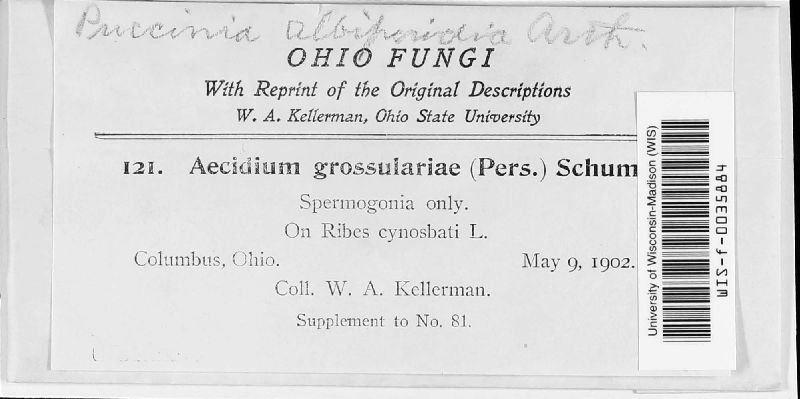 Puccinia albiperidia Arth.
OHIO FUNGI
With Reprint of the Original Descriptions
W. A. Kellerman, Ohio State University
121. Aecidium grossulariae (Pers.) Schum
Spermogonia only.
On Ribes cynosbati L.
Columbus, Ohio. May 9, 1902.
Coll. W. A. Kellerman.
Supplement to No. 81.
University of Wisconsin-Madison (WIS)
WIS-f-0035884